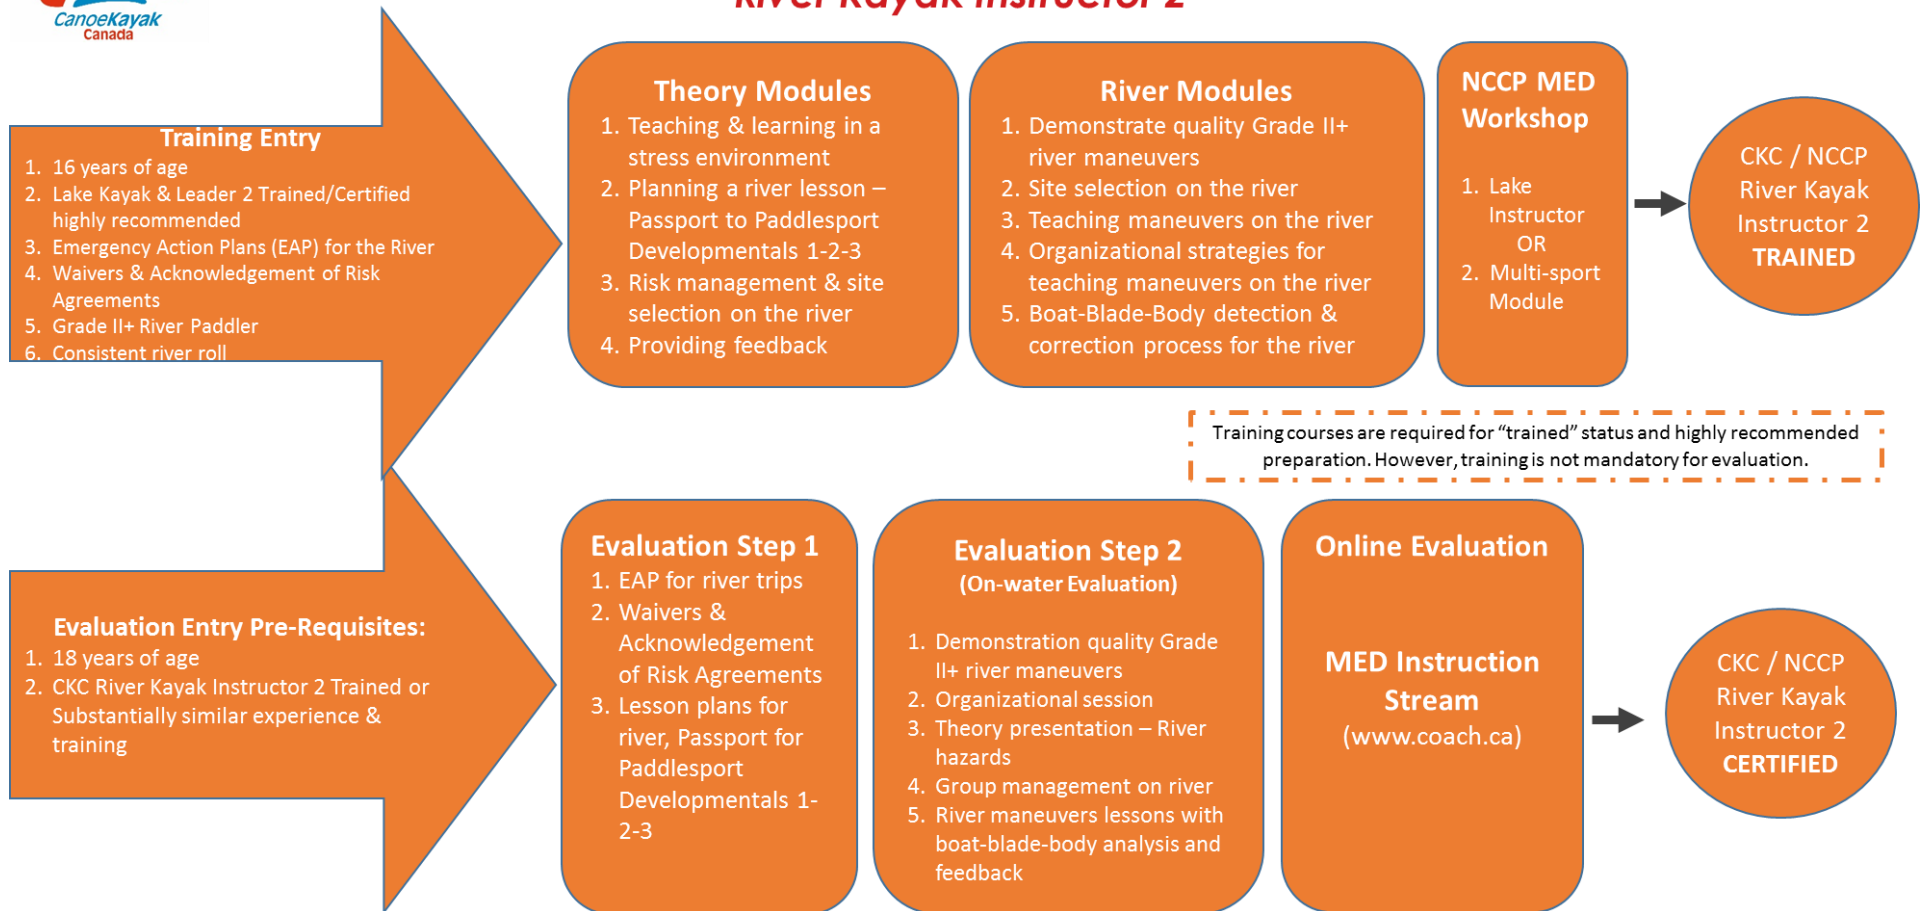 River Kayak Instructor 2
CanoeKayak
Canada
Training Entry
1. 16 years of age
2. Lake Kayak & Leader 2 Trained/Certified
highly recommended
3. Emergency Action Plans (EAP) for the River
4. Waivers & Acknowledgement of Risk
Agreements
5. Grade II+ River Paddler
6. Consistent river roll
Theory Modules
1. Teaching & learning in a
stress environment
2. Planning a river lesson –
Passport to Paddlesport
Developmentals 1-2-3
3. Risk management & site
selection on the river
4. Providing feedback
River Modules
1. Demonstrate quality Grade II+
river maneuvers
2. Site selection on the river
3. Teaching maneuvers on the river
4. Organizational strategies for
teaching maneuvers on the river
5. Boat-Blade-Body detection &
correction process for the river
NCCP MED
Workshop
1. Lake
Instructor
OR
2. Multi-sport
Module
CKC / NCCP
River Kayak
Instructor 2
TRAINED
Training courses are required for “trained” status and highly recommended
preparation. However, training is not mandatory for evaluation.
Evaluation Entry Pre-Requisites:
1. 18 years of age
2. CKC River Kayak Instructor 2 Trained or
Substantially similar experience &
training
Evaluation Step 1
1. EAP for river trips
2. Waivers &
Acknowledgement
of Risk Agreements
3. Lesson plans for
river, Passport for
Paddlesport
Developmentals 1-
2-3
Evaluation Step 2
(On-water Evaluation)
1. Demonstration quality Grade
II+ river maneuvers
2. Organizational session
3. Theory presentation – River
hazards
4. Group management on river
5. River maneuvers lessons with
boat-blade-body analysis and
feedback
Online Evaluation
MED Instruction
Stream
(www.coach.ca)
CKC / NCCP
River Kayak
Instructor 2
CERTIFIED